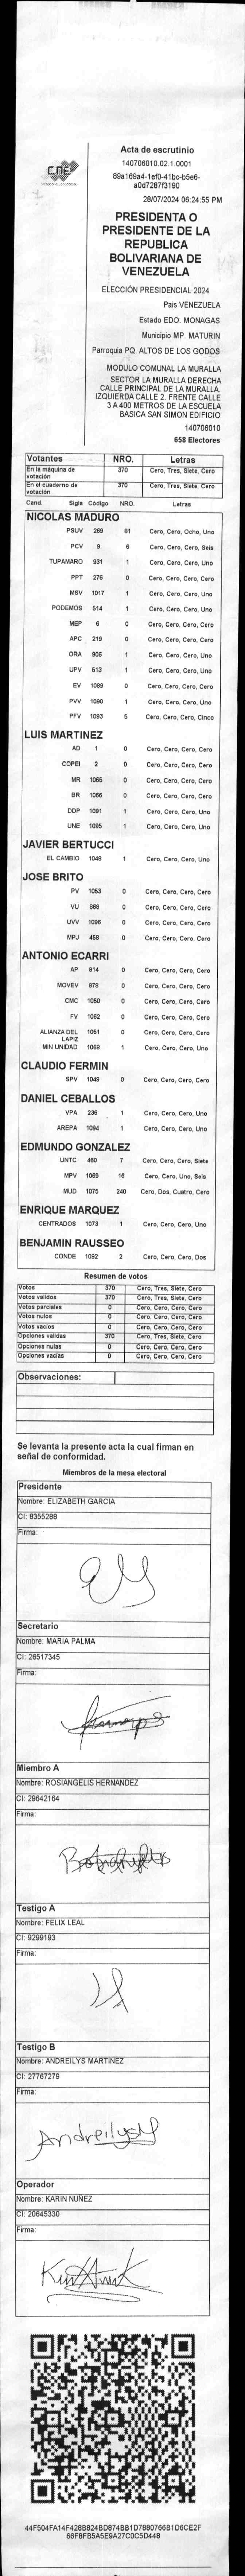 CNE
Acta de escrutinio
140706010.02.1.0001
89a169a4-1ef0-41bc-b5e6-
a0d7287f3190
28/07/2024 06:24:55 PM
PRESIDENTA O
PRESIDENTE DE LA
REPUBLICA
BOLIVARIANA DE
VENEZUELA
ELECCIÓN PRESIDENCIAL 2024
Pais VENEZUELA
Estado EDO. MONAGAS
Municipio MP. MATURIN
Parroquia PQ. ALTOS DE LOS GODOS
MODULO COMUNAL LA MURALLA
SECTOR LA MURALLA DERECHA
CALLE PRINCIPAL DE LA MURALLA.
IZQUIERDA CALLE 2. FRENTE CALLE
3 A 400 METROS DE LA ESCUELA
BASICA SAN SIMON EDIFICIO
140706010
658 Electores
Votantes NRO. Letras
En la máquina de votación 370 Cero, Tres, Siete, Cero
En el cuaderno de votación 370 Cero, Tres, Siete, Cero
Cand. Sigla Código NRO. Letras
NICOLAS MADURO
PSUV 269 81 Cero, Cero, Ocho, Uno
PCV 9 6 Cero, Cero, Cero, Seis
TUPAMARO 931 1 Cero, Cero, Cero, Uno
PPT 276 0 Cero, Cero, Cero, Cero
MSV 1017 1 Cero, Cero, Cero, Uno
PODEMOS 514 1 Cero, Cero, Cero, Uno
MEP 6 0 Cero, Cero, Cero, Cero
APC 219 0 Cero, Cero, Cero, Cero
ORA 906 1 Cero, Cero, Cero, Uno
UPV 513 1 Cero, Cero, Cero, Uno
EV 1089 0 Cero, Cero, Cero, Cero
PVV 1090 1 Cero, Cero, Cero, Uno
PFV 1093 5 Cero, Cero, Cero, Cinco
LUIS MARTINEZ
AD 1 0 Cero, Cero, Cero, Cero
COPEI 2 0 Cero, Cero, Cero, Cero
MR 1065 0 Cero, Cero, Cero, Cero
BR 1066 0 Cero, Cero, Cero, Cero
DDP 1091 1 Cero, Cero, Cero, Uno
UNE 1095 1 Cero, Cero, Cero, Uno
JAVIER BERTUCCI
EL CAMBIO 1048 1 Cero, Cero, Cero, Uno
JOSE BRITO
PV 1053 0 Cero, Cero, Cero, Cero
VU 968 0 Cero, Cero, Cero, Cero
UVV 1096 0 Cero, Cero, Cero, Cero
MPJ 458 0 Cero, Cero, Cero, Cero
ANTONIO ECARRI
AP 814 0 Cero, Cero, Cero, Cero
MOVEV 878 0 Cero, Cero, Cero, Cero
CMC 1050 0 Cero, Cero, Cero, Cero
FV 1062 0 Cero, Cero, Cero, Cero
ALIANZA DEL LAPIZ 1051 0 Cero, Cero, Cero, Cero
MIN UNIDAD 1069 1 Cero, Cero, Cero, Uno
CLAUDIO FERMIN
SPV 1049 0 Cero, Cero, Cero, Cero
DANIEL CEBALLOS
VPA 236 1 Cero, Cero, Cero, Uno
AREPA 1094 1 Cero, Cero, Cero, Uno
EDMUNDO GONZALEZ
UNTC 460 7 Cero, Cero, Cero, Siete
MPV 1069 16 Cero, Cero, Uno, Seis
MUD 1075 240 Cero, Dos, Cuatro, Cero
ENRIQUE MARQUEZ
CENTRADOS 1073 1 Cero, Cero, Cero, Uno
BENJAMIN RAUSSEO
CONDE 1092 2 Cero, Cero, Cero, Dos
Resumen de votos
Votos 370 Cero, Tres, Siete, Cero
Votos validos 370 Cero, Tres, Siete, Cero
Votos parciales 0 Cero, Cero, Cero, Cero
Votos nulos 0 Cero, Cero, Cero, Cero
Votos vacios 0 Cero, Cero, Cero, Cero
Opciones validas 370 Cero, Tres, Siete, Cero
Opciones nulas 0 Cero, Cero, Cero, Cero
Opciones vacias 0 Cero, Cero, Cero, Cero
Observaciones:
Se levanta la presente acta la cual firman en
señal de conformidad.
Miembros de la mesa electoral
Presidente
Nombre: ELIZABETH GARCIA
CI: 8355288
Firma:
Secretario
Nombre: MARIA PALMA
CI: 26517345
Firma:
Miembro A
Nombre: ROSIANGELIS HERNANDEZ
CI: 29642164
Firma:
Testigo A
Nombre: FELIX LEAL
CI: 9299193
Firma:
Testigo B
Nombre: ANDREILYS MARTINEZ
CI: 27767279
Firma:
AndreilysM
Operador
Nombre: KARIN NUÑEZ
CI: 20645330
Firma:
44F504FA14F428B824BD874BB1D7880766B1D6CE2F
66F8FB5A5E9A27C0C5D448